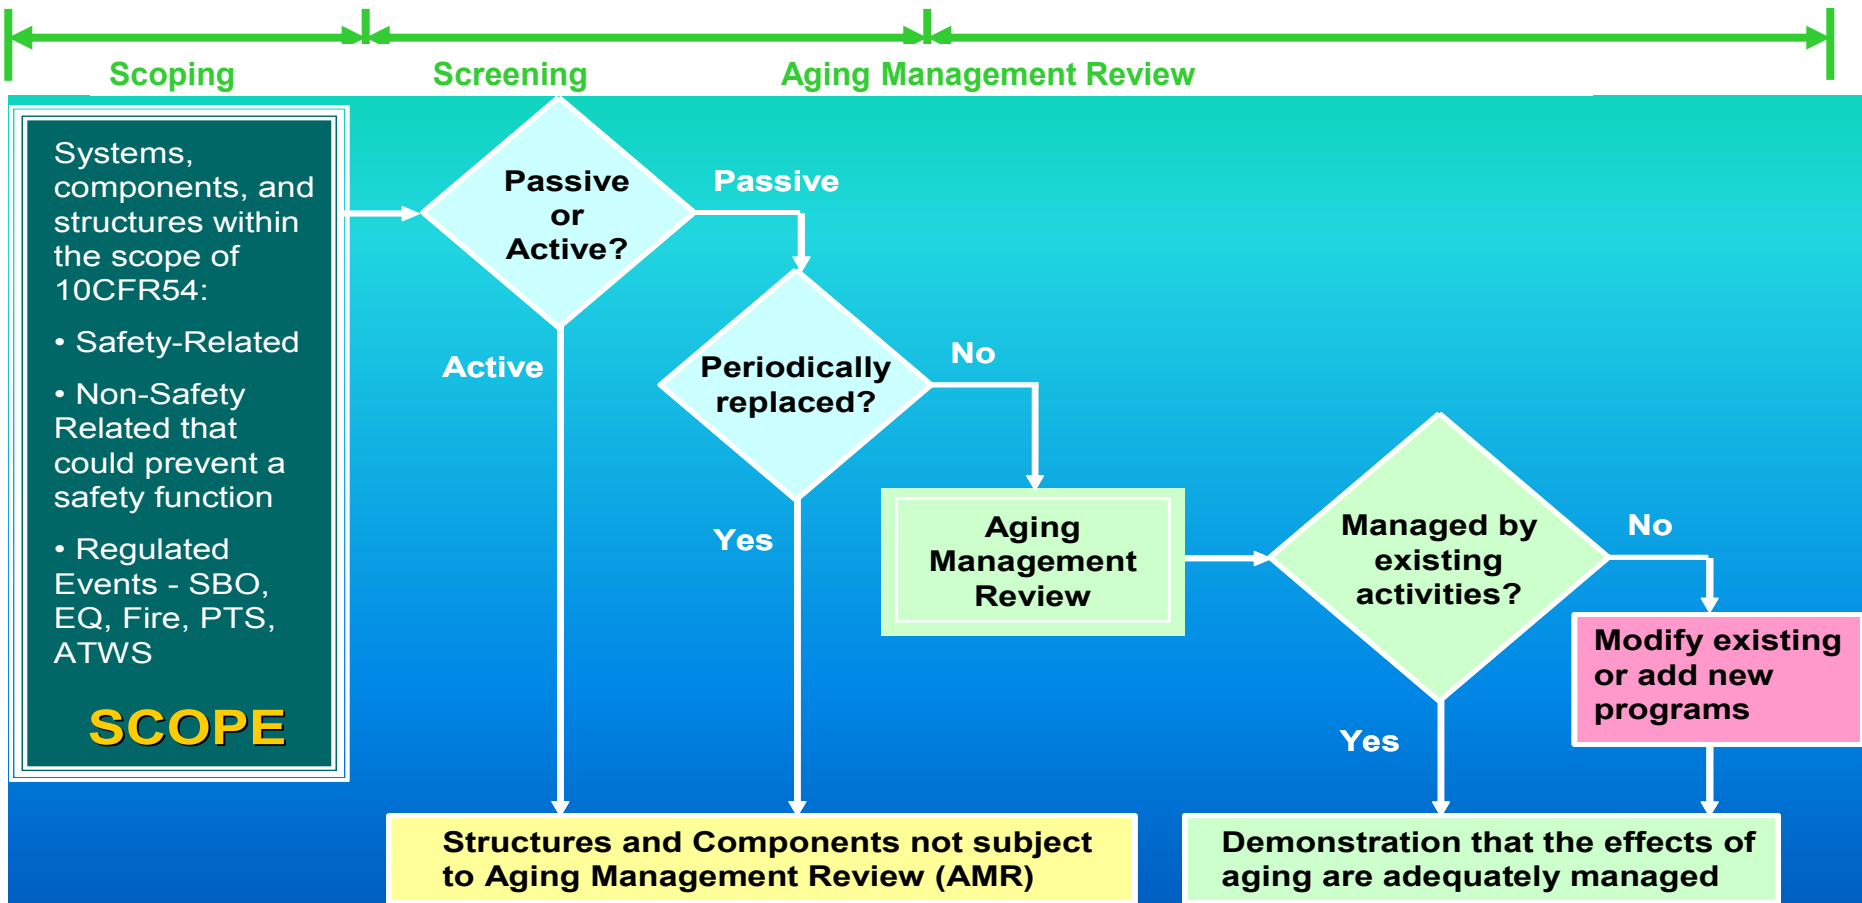 Scoping
Screening
Aging Management Review
Systems,
components, and
structures within
the scope of
10CFR54:
• Safety-Related
• Non-Safety
Related that
could prevent a
safety function
• Regulated
Events - SBO,
EQ, Fire, PTS,
ATWS
SCOPE
Passive
or
Active?
Passive
Active
Periodically
replaced?
No
Yes
Aging
Management
Review
Managed by
existing
activities?
No
Yes
Modify existing
or add new
programs
Structures and Components not subject
to Aging Management Review (AMR)
Demonstration that the effects of
aging are adequately managed